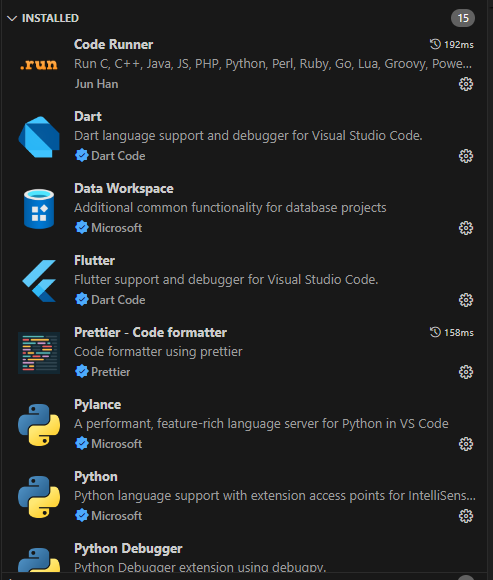 INSTALLED 15
Code Runner 192ms
.run
Run C, C++, Java, JS, PHP, Python, Perl, Ruby, Go, Lua, Groovy, Powe...
Jun Han
Dart
Dart language support and debugger for Visual Studio Code.
Dart Code
Data Workspace
Additional common functionality for database projects
Microsoft
Flutter
Flutter support and debugger for Visual Studio Code.
Dart Code
Prettier - Code formatter 158ms
Code formatter using prettier
Prettier
Pylance
A performant, feature-rich language server for Python in VS Code
Microsoft
Python
Python language support with extension access points for IntelliSens...
Microsoft
Python Debugger
Python Debugger extension using debugpy.